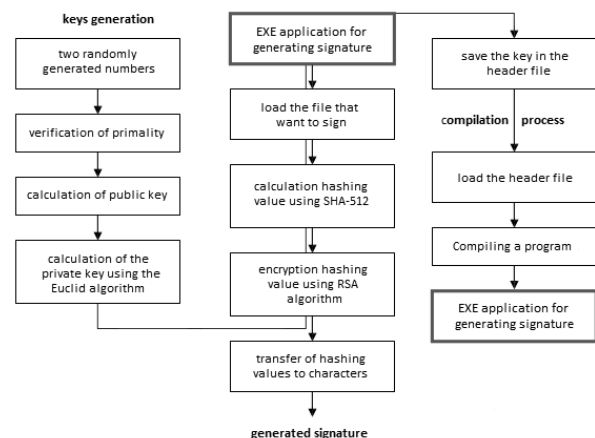 keys generation
two randomly
generated numbers
verification of primality
calculation of public key
calculation of the
private key using the
Euclid algorithm
EXE application for
generating signature
load the file that
want to sign
calculation hashing
value using SHA-512
encryption hashing
value using RSA
algorithm
transfer of hashing
values to characters
generated signature
save the key in the
header file
compilation process
load the header file
Compiling a program
EXE application for
generating signature